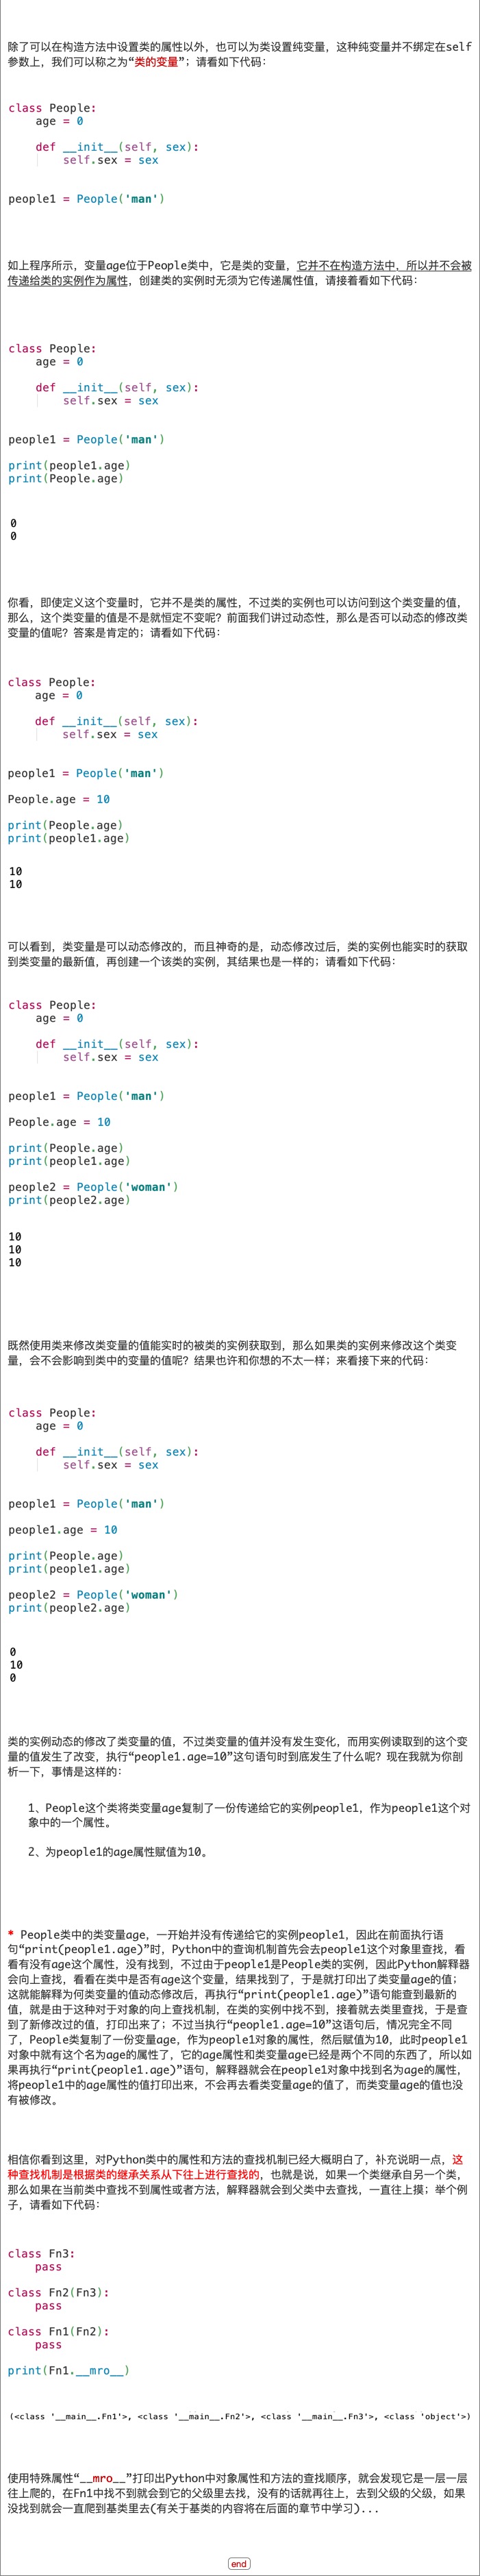 除了可以在构造方法中设置类的属性以外，也可以为类设置纯变量，这种纯变量并不绑定在self
参数上，我们可以称之为“类的变量”；请看如下代码：
class People:
    age = 0
    def __init__(self, sex):
        self.sex = sex
people1 = People('man')
如上程序所示，变量age位于People类中，它是类的变量，它并不在构造方法中，所以并不会被
传递给类的实例作为属性，创建类的实例时无须为它传递属性值，请接着看如下代码：
class People:
    age = 0
    def __init__(self, sex):
        self.sex = sex
people1 = People('man')
print(people1.age)
print(People.age)
0
0
你看，即使定义这个变量时，它并不是类的属性，不过类的实例也可以访问到这个类变量的值，
那么，这个类变量的值是不是就恒定不变呢？前面我们讲过动态性，那么是否可以动态的修改类
变量的值呢？答案是肯定的；请看如下代码：
class People:
    age = 0
    def __init__(self, sex):
        self.sex = sex
people1 = People('man')
People.age = 10
print(People.age)
print(people1.age)
10
10
可以看到，类变量是可以动态修改的，而且神奇的是，动态修改过后，类的实例也能实时的获取
到类变量的最新值，再创建一个该类的实例，其结果也是一样的；请看如下代码：
class People:
    age = 0
    def __init__(self, sex):
        self.sex = sex
people1 = People('man')
People.age = 10
print(People.age)
print(people1.age)
people2 = People('woman')
print(people2.age)
10
10
10
既然使用类来修改类变量的值能实时的被类的实例获取到，那么如果类的实例来修改这个类变
量，会不会影响到类中的变量的值呢？结果也许和你想的不太一样；来看接下来的代码：
class People:
    age = 0
    def __init__(self, sex):
        self.sex = sex
people1 = People('man')
people1.age = 10
print(People.age)
print(people1.age)
people2 = People('woman')
print(people2.age)
0
10
0
类的实例动态的修改了类变量的值，不过类变量的值并没有发生变化，而用实例读取到的这个变
量的值发生了改变，执行“people1.age=10”这句语句时到底发生了什么呢？现在我就为你剖
析一下，事情是这样的：
1、People这个类将类变量age复制了一份传递给它的实例people1，作为people1这个对
象中的一个属性。
2、为people1的age属性赋值为10。
* People类中的类变量age，一开始并没有传递给它的实例people1，因此在前面执行语
句“print(people1.age)”时，Python中的查询机制首先会去people1这个对象里查找，看
看有没有age这个属性，没有找到，不过由于people1是People类的实例，因此Python解释器
会向上查找，看看在类中是否有age这个变量，结果找到了，于是就打印出了类变量age的值；
这就能解释为何类变量的值动态修改后，再执行“print(people1.age)”语句能查到最新的
值，就是由于这种对于对象的向上查找机制，在类的实例中找不到，接着就去类里查找，于是查
到了新修改过的值，打印出来了；不过当执行“people1.age=10”这语句后，情况完全不同
了，People类复制了一份变量age，作为people1对象的属性，然后赋值为10，此时people1
对象中就有这个名为age的属性了，它的age属性和类变量age已经是两个不同的东西了，所以如
果再执行“print(people1.age)”语句，解释器就会在people1对象中找到名为age的属性，
将people1中的age属性的值打印出来，不会再去看类变量age的值了，而类变量age的值也没
有被修改。
相信你看到这里，对Python类中的属性和方法的查找机制已经大概明白了，补充说明一点，这
种查找机制是根据类的继承关系从下往上进行查找的，也就是说，如果一个类继承自另一个类，
那么如果在当前类中查找不到属性或者方法，解释器就会到父类中去查找，一直往上摸；举个例
子，请看如下代码：
class Fn3:
    pass
class Fn2(Fn3):
    pass
class Fn1(Fn2):
    pass
print(Fn1.__mro__)
(<class '__main__.Fn1'>, <class '__main__.Fn2'>, <class '__main__.Fn3'>, <class 'object'>)
使用特殊属性“__mro__”打印出Python中对象属性和方法的查找顺序，就会发现它是一层一层
往上爬的，在Fn1中找不到就会到它的父级里去找，没有的话就再往上，去到父级的父级，如果
没找到就会一直爬到基类里去(有关于基类的内容将在后面的章节中学习)...
end